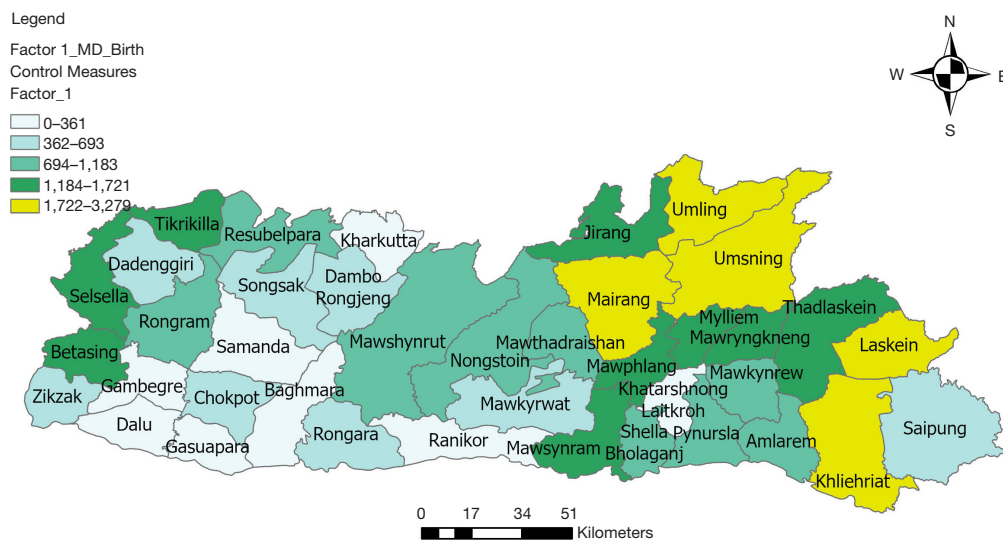 Legend
Factor 1_MD_Birth
Control Measures
Factor_1
0–361
362–693
694–1,183
1,184–1,721
1,722–3,279
N
W
E
S
Tikrikilla
Resubelpara
Kharkutta
Umling
Jirang
Dadenggiri
Dambo
Rongjeng
Songsak
Umsning
Selsella
Mairang
Thadlaskein
Rongram
Mylliem
Mawryngkneng
Samanda
Mawshynrut
Mawthadraishan
Laskein
Betasing
Nongstoin
Mawphlang
Mawkynrew
Gambegre
Baghmara
Khatarshnong
Laitkroh
Zikzak
Chokpot
Mawkyrwat
Dalu
Rongara
Ranikor
Shella
Bholaganj
Pynursla
Amlarem
Saipung
Gasuapara
Mawsynram
Khliehriat
0 17 34 51
Kilometers